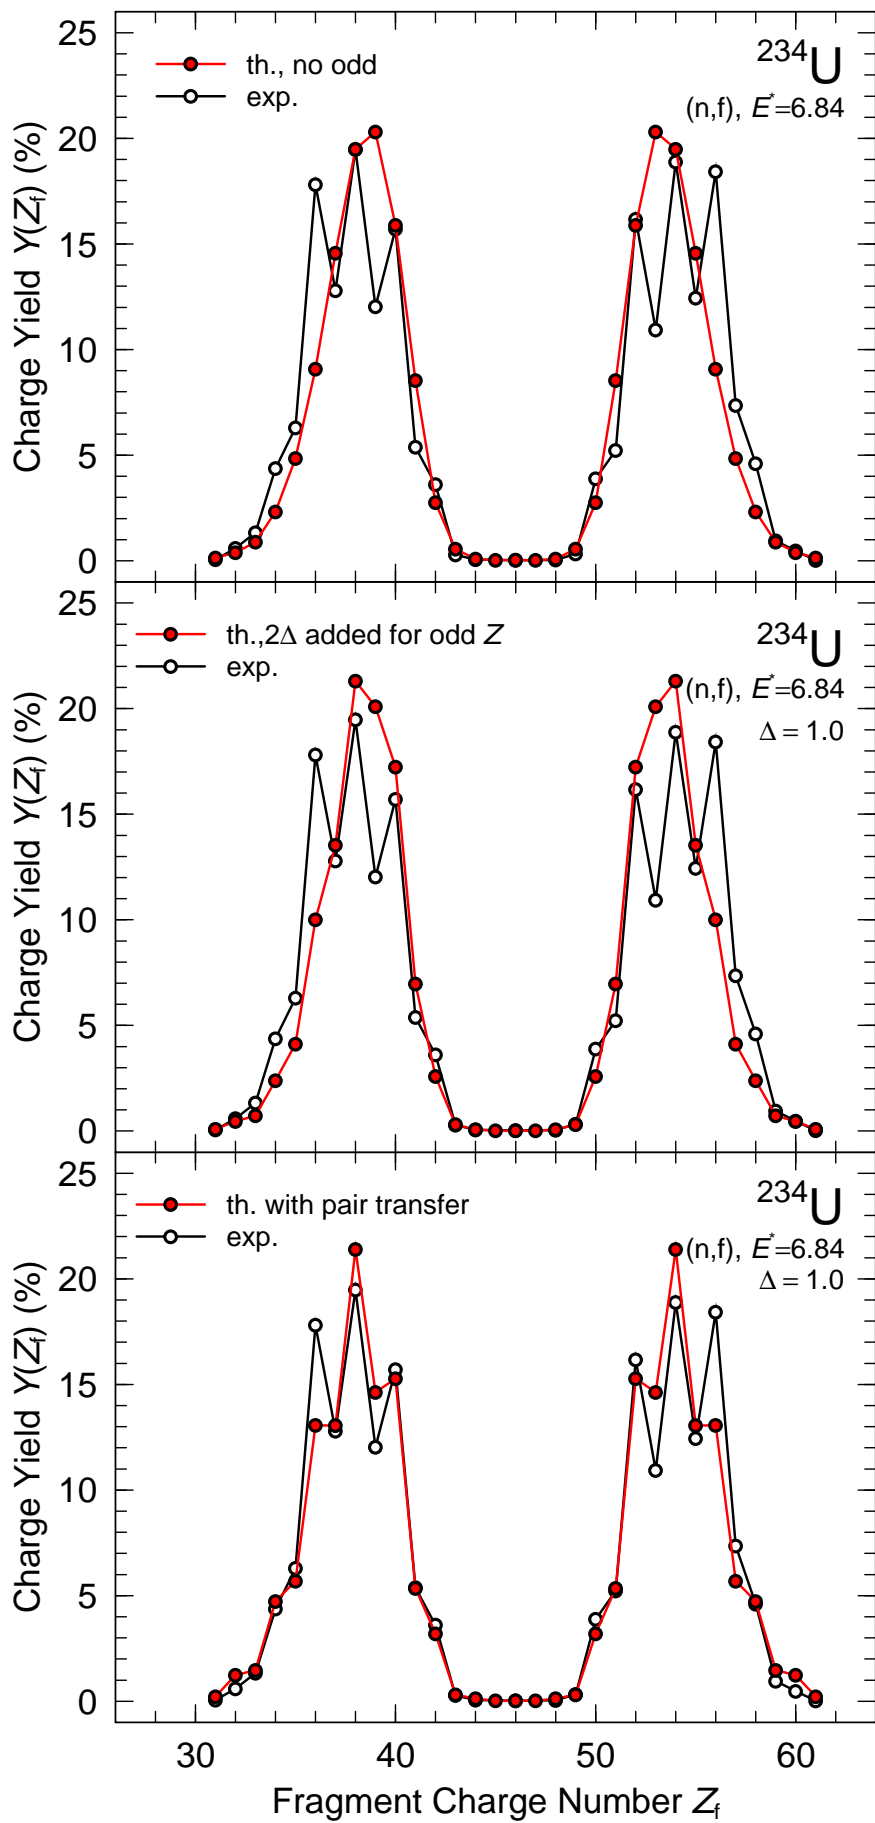 25
20
15
10
5
0
Charge Yield Y(Zf) (%)
th., no odd
exp.
234U
(n,f), E*=6.84
25
20
15
10
5
0
Charge Yield Y(Zf) (%)
th.,2Δ added for odd Z
exp.
234U
(n,f), E*=6.84
Δ = 1.0
25
20
15
10
5
0
Charge Yield Y(Zf) (%)
th. with pair transfer
exp.
234U
(n,f), E*=6.84
Δ = 1.0
30 40 50 60
Fragment Charge Number Zf